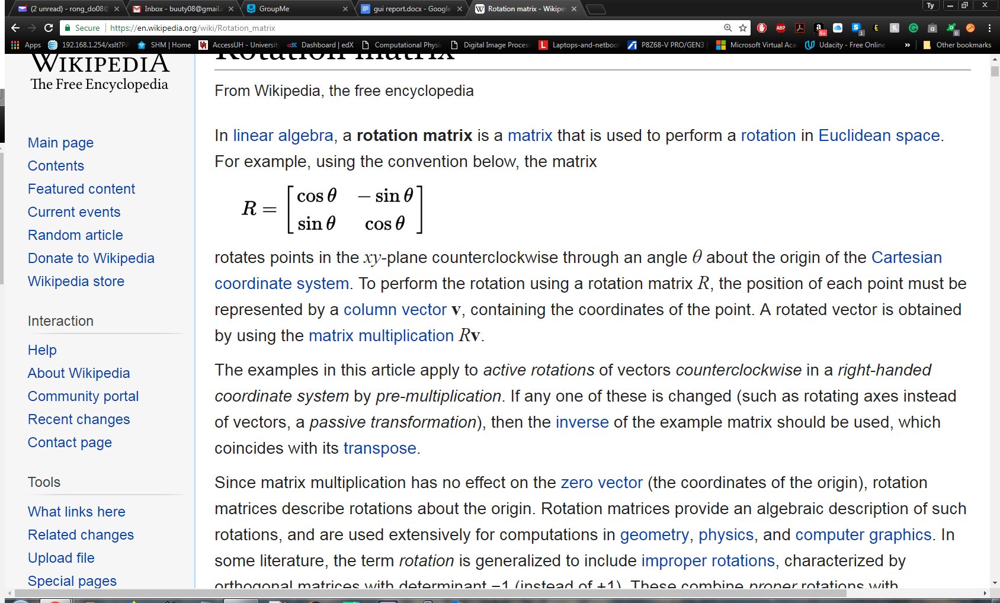 (2 unread) - rong_do08@
Inbox - buuty08@gmail.c
GroupMe
gui report.docx - Google
Rotation matrix - Wikipe
Ty
Secure
https://en.wikipedia.org/wiki/Rotation_matrix
ABP
9+
1
0
Apps
192.168.1.254/xslt?PA
SHM | Home
AccessUH - University
edX
Dashboard | edX
Computational Physic
Digital Image Process
Laptops-and-netbook
P8Z68-V PRO/GEN3
Microsoft Virtual Aca
Udacity - Free Online
»
Other bookmarks
WIKIPEDIA
The Free Encyclopedia
Main page
Contents
Featured content
Current events
Random article
Donate to Wikipedia
Wikipedia store
Interaction
Help
About Wikipedia
Community portal
Recent changes
Contact page
Tools
What links here
Related changes
Upload file
Special pages
Rotation matrix
From Wikipedia, the free encyclopedia
In linear algebra, a rotation matrix is a matrix that is used to perform a rotation in Euclidean space.
For example, using the convention below, the matrix
R = [cos θ − sin θ]
[sin θ cos θ]
rotates points in the xy-plane counterclockwise through an angle θ about the origin of the Cartesian
coordinate system. To perform the rotation using a rotation matrix R, the position of each point must be
represented by a column vector v, containing the coordinates of the point. A rotated vector is obtained
by using the matrix multiplication Rv.
The examples in this article apply to active rotations of vectors counterclockwise in a right-handed
coordinate system by pre-multiplication. If any one of these is changed (such as rotating axes instead
of vectors, a passive transformation), then the inverse of the example matrix should be used, which
coincides with its transpose.
Since matrix multiplication has no effect on the zero vector (the coordinates of the origin), rotation
matrices describe rotations about the origin. Rotation matrices provide an algebraic description of such
rotations, and are used extensively for computations in geometry, physics, and computer graphics. In
some literature, the term rotation is generalized to include improper rotations, characterized by
orthogonal matrices with determinant −1 (instead of +1). These combine proper rotations with